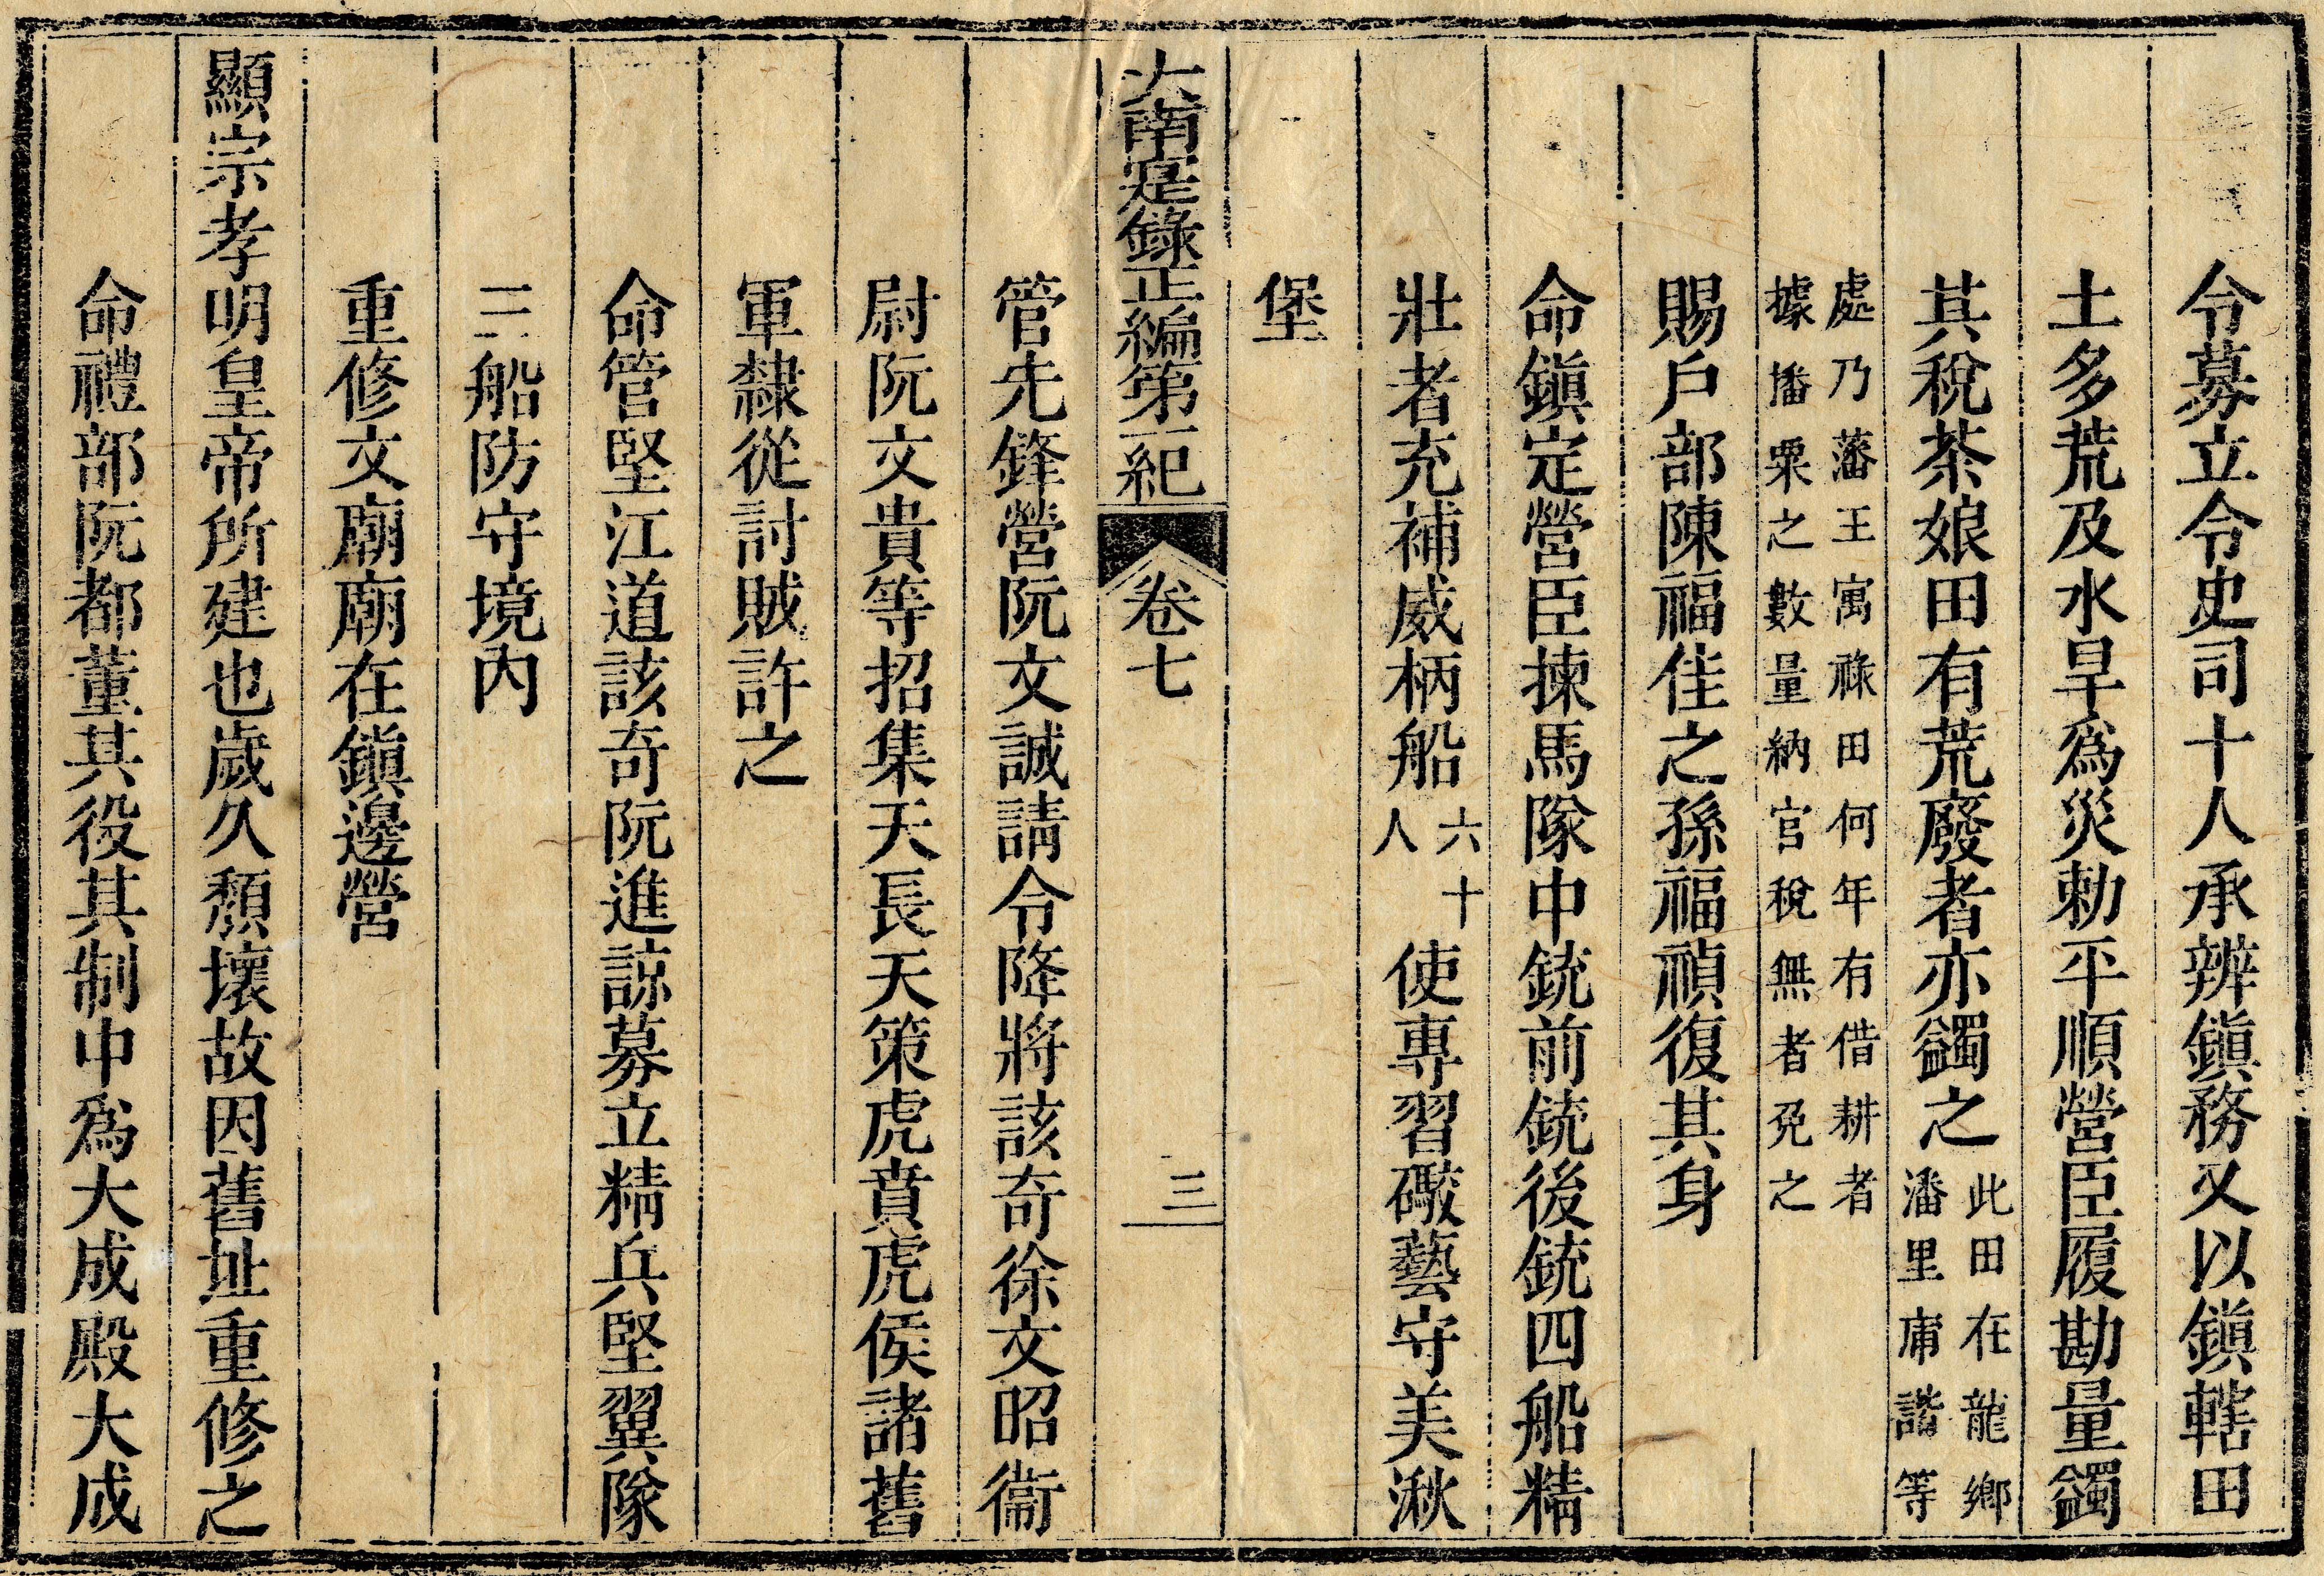 令募立令史司十人承辨鎭務又以鎭轄田
土多荒及水旱爲災勅平順營臣履勘量蠲
其稅茶娘田有荒廢者亦蠲之此田在龍鄉
潘里庯諧等
處乃藩王寓祿田何年有借耕者
據播粟之數量納官稅無者免之
賜戶部陳福佳之孫福禎復其身
命鎭定營臣揀馬隊中銃前銃後銃四船精
壯者充補威柄船六十
人使專習礮藝守美湫
堡
大南寔錄正編第一紀 卷七 三
管先鋒營阮文誠請令降將該奇徐文昭衞
尉阮文貴等招集天長天策虎賁虎侯諸舊
軍隸從討賊許之
命管堅江道該奇阮進諒募立精兵堅翼隊
三船防守境內
重修文廟廟在鎭邊營
顯宗孝明皇帝所建也歲久頹壞故因舊址重修之
命禮部阮都董其役其制中爲大成殿大成